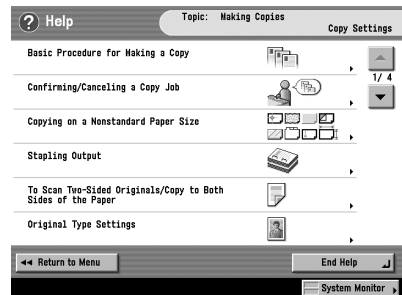 ? Help
Topic: Making Copies
Copy Settings
Basic Procedure for Making a Copy
1/ 4
Confirming/Canceling a Copy Job
Copying on a Nonstandard Paper Size
Stapling Output
To Scan Two-Sided Originals/Copy to Both
Sides of the Paper
Original Type Settings
Return to Menu
End Help
System Monitor